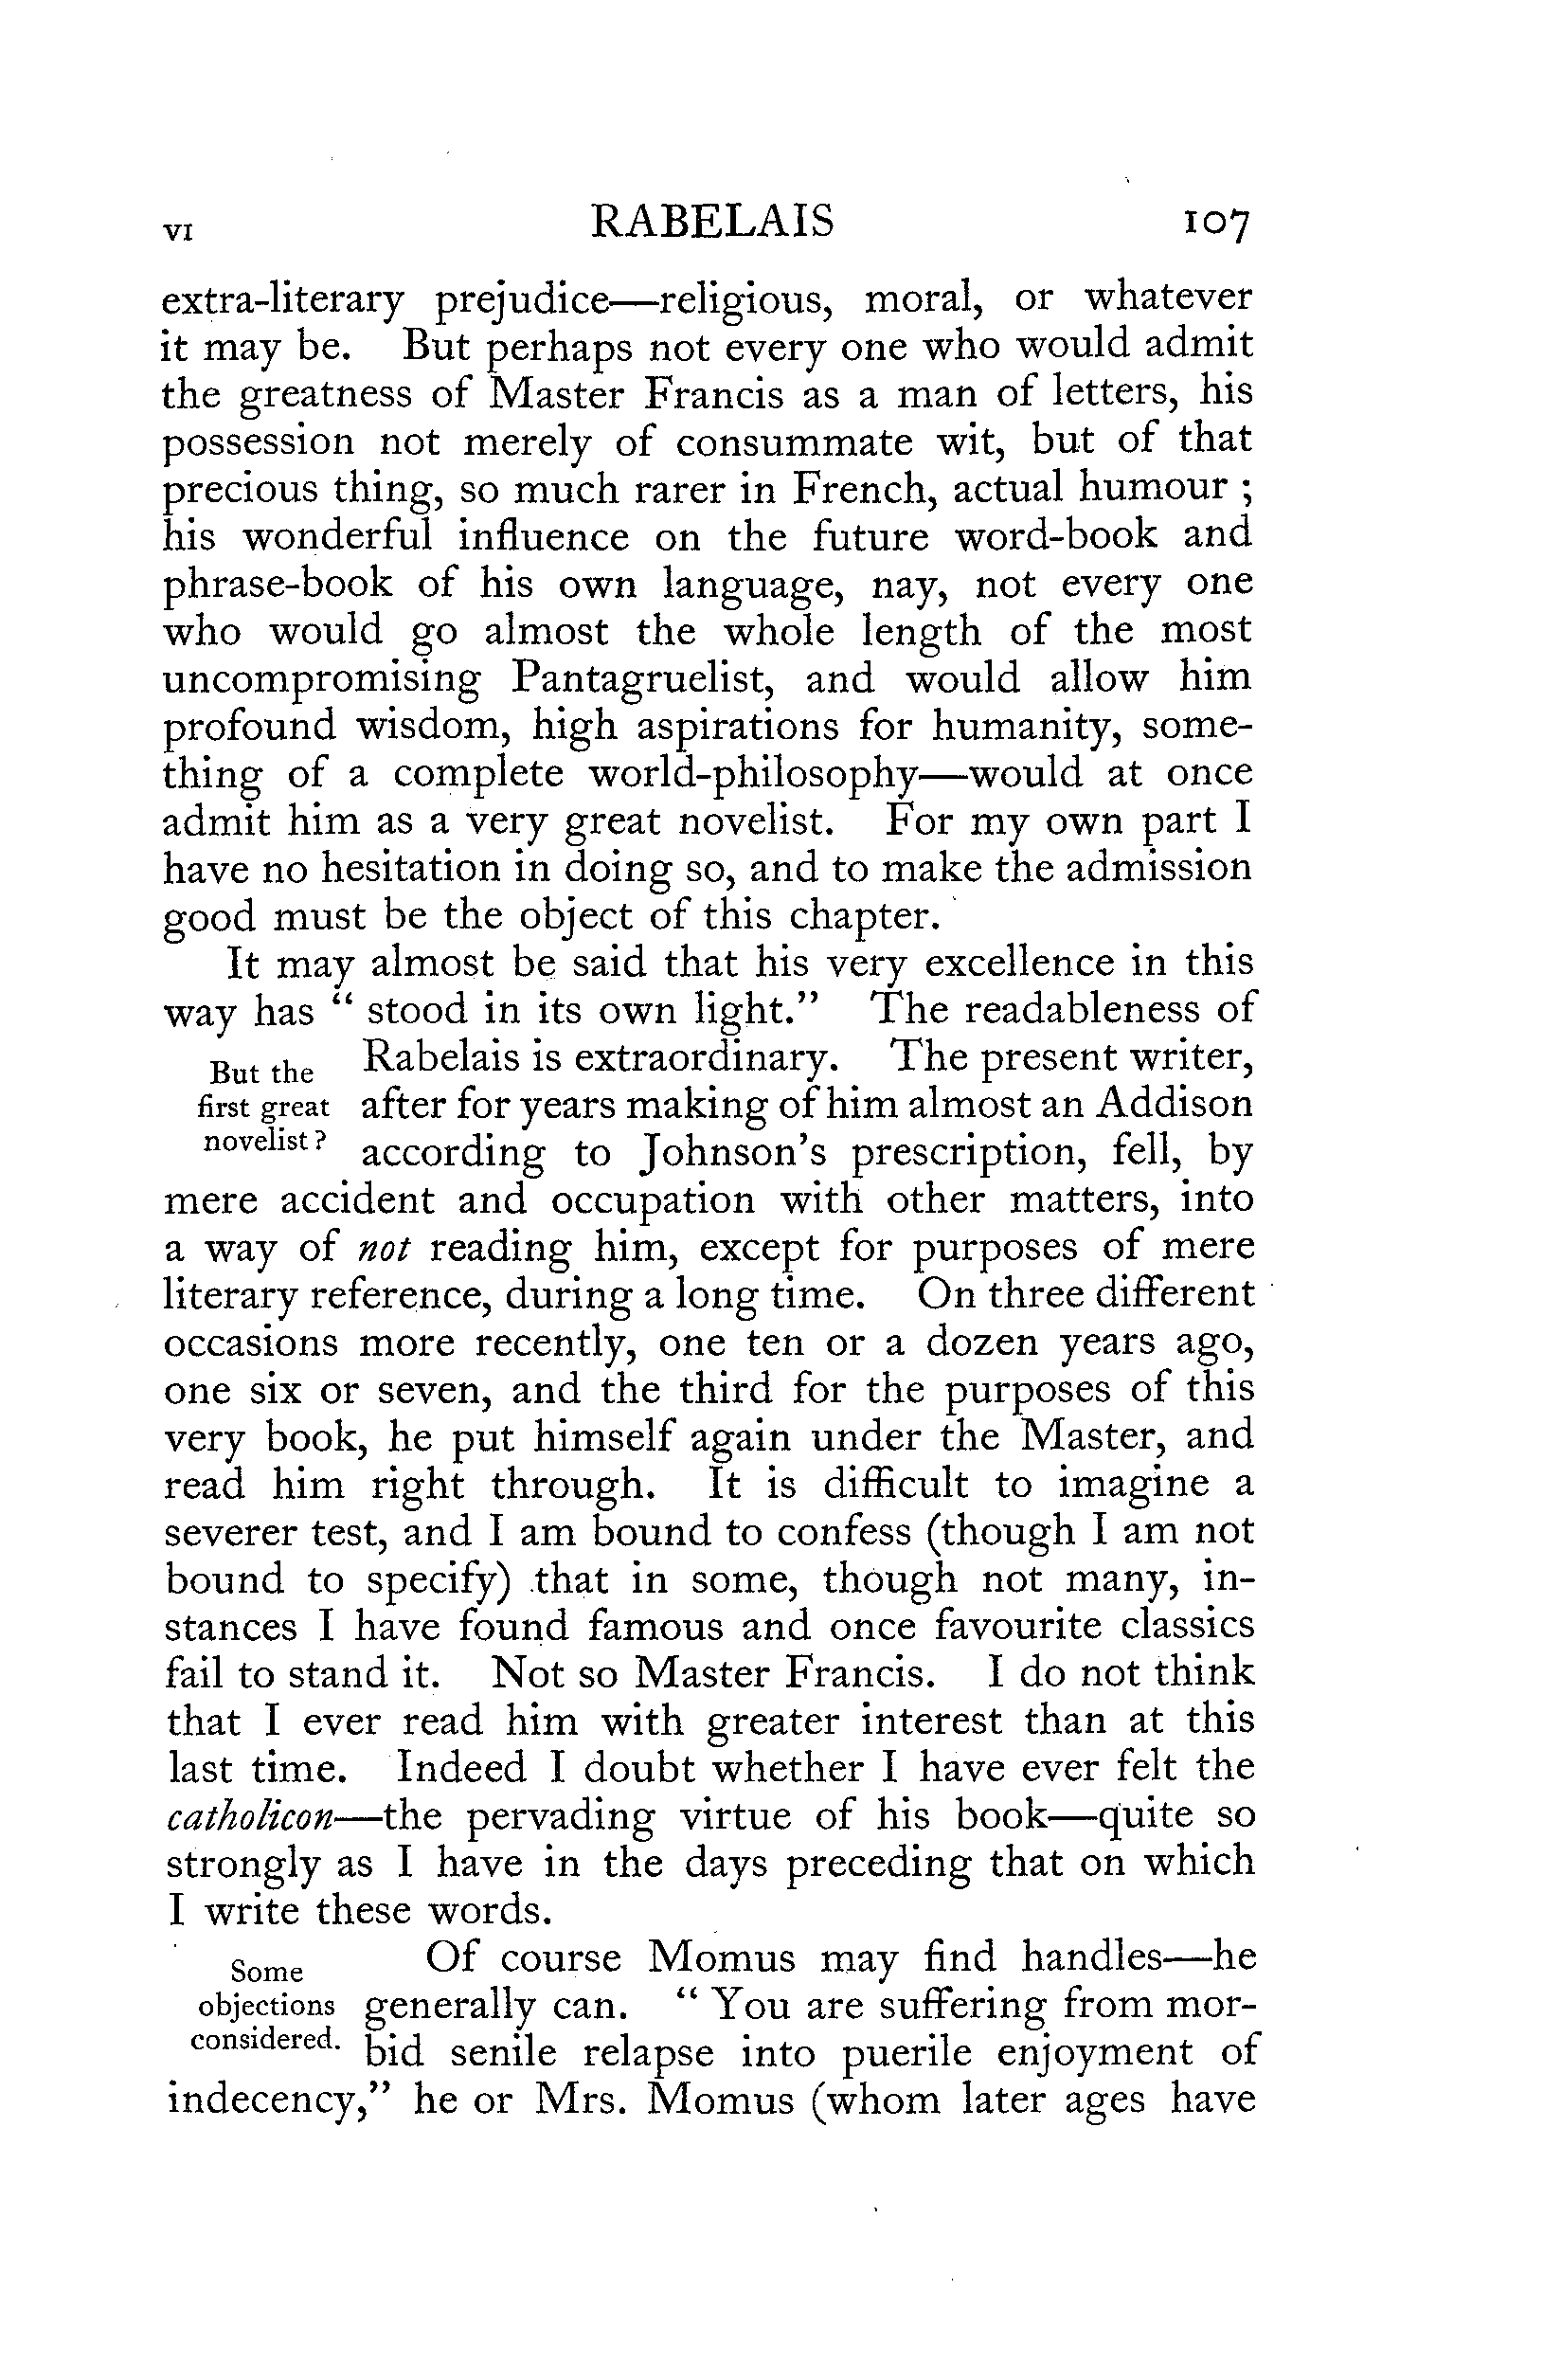 VI RABELAIS 107
extra-literary prejudice—religious, moral, or whatever
it may be. But perhaps not every one who would admit
the greatness of Master Francis as a man of letters, his
possession not merely of consummate wit, but of that
precious thing, so much rarer in French, actual humour ;
his wonderful influence on the future word-book and
phrase-book of his own language, nay, not every one
who would go almost the whole length of the most
uncompromising Pantagruelist, and would allow him
profound wisdom, high aspirations for humanity, some-
thing of a complete world-philosophy—would at once
admit him as a very great novelist. For my own part I
have no hesitation in doing so, and to make the admission
good must be the object of this chapter.
It may almost be said that his very excellence in this
way has “ stood in its own light.” The readableness of
But the
first great
novelist ?
Rabelais is extraordinary. The present writer,
after for years making of him almost an Addison
according to Johnson’s prescription, fell, by
mere accident and occupation with other matters, into
a way of not reading him, except for purposes of mere
literary reference, during a long time. On three different
occasions more recently, one ten or a dozen years ago,
one six or seven, and the third for the purposes of this
very book, he put himself again under the Master, and
read him right through. It is difficult to imagine a
severer test, and I am bound to confess (though I am not
bound to specify) that in some, though not many, in-
stances I have found famous and once favourite classics
fail to stand it. Not so Master Francis. I do not think
that I ever read him with greater interest than at this
last time. Indeed I doubt whether I have ever felt the
catholicon—the pervading virtue of his book—quite so
strongly as I have in the days preceding that on which
I write these words.
Some
objections
considered.
Of course Momus may find handles—he
generally can. “ You are suffering from mor-
bid senile relapse into puerile enjoyment of
indecency,” he or Mrs. Momus (whom later ages have